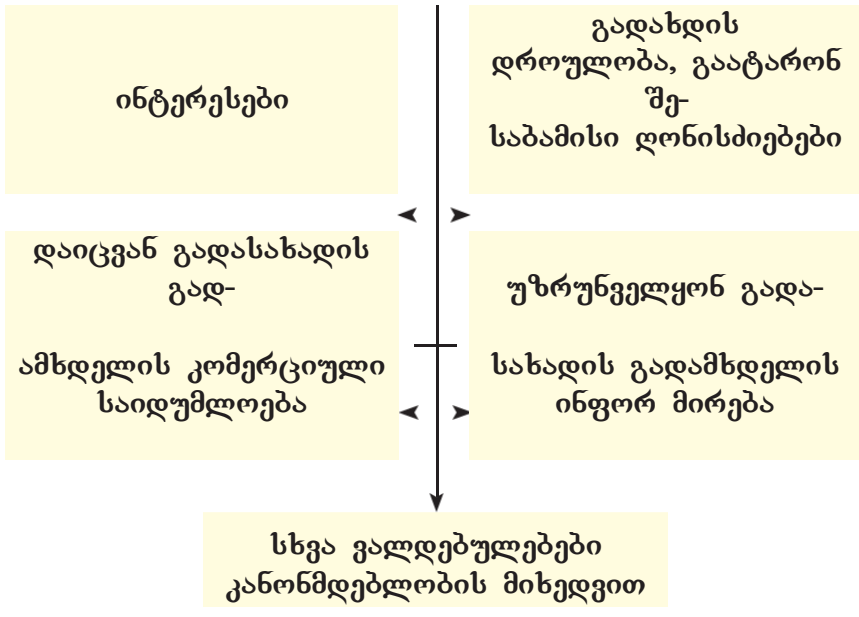 ინტერესები
გადახდის
დროულობა, გაატარონ
შე-
საბამისი ღონისძიებები
დაიცვან გადასახადის
გად-
ამხდელის კომერციული
საიდუმლოება
უზრუნველყონ გადა-
სახადის გადამხდელის
ინფორ მირება
სხვა ვალდებულებები
კანონმდებლობის მიხედვით